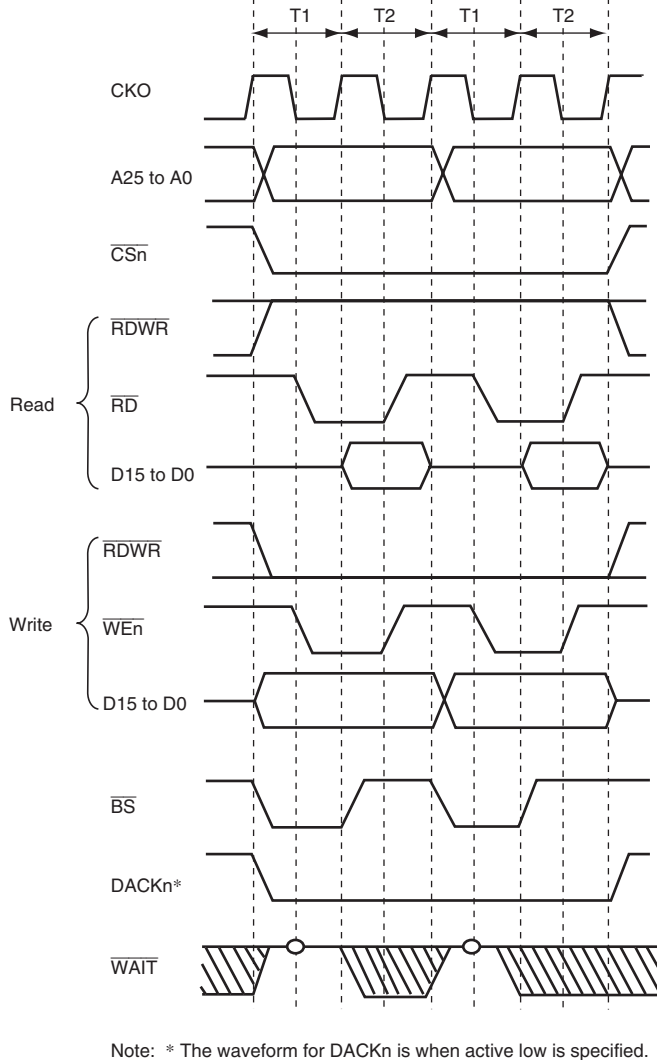 T1 T2 T1 T2
CKO
A25 to A0
CSn
RDWR
Read
RD
D15 to D0
RDWR
Write
WEn
D15 to D0
BS
DACKn*
WAIT
Note: * The waveform for DACKn is when active low is specified.